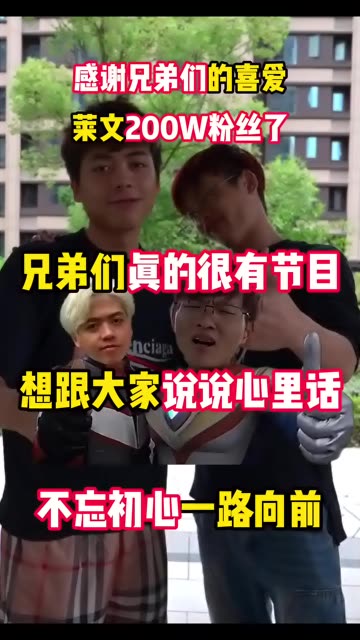 感谢兄弟们的喜爱
莱文200W粉丝了
兄弟们真的很有节目
enciaga
想跟大家说说心里话
不忘初心一路向前